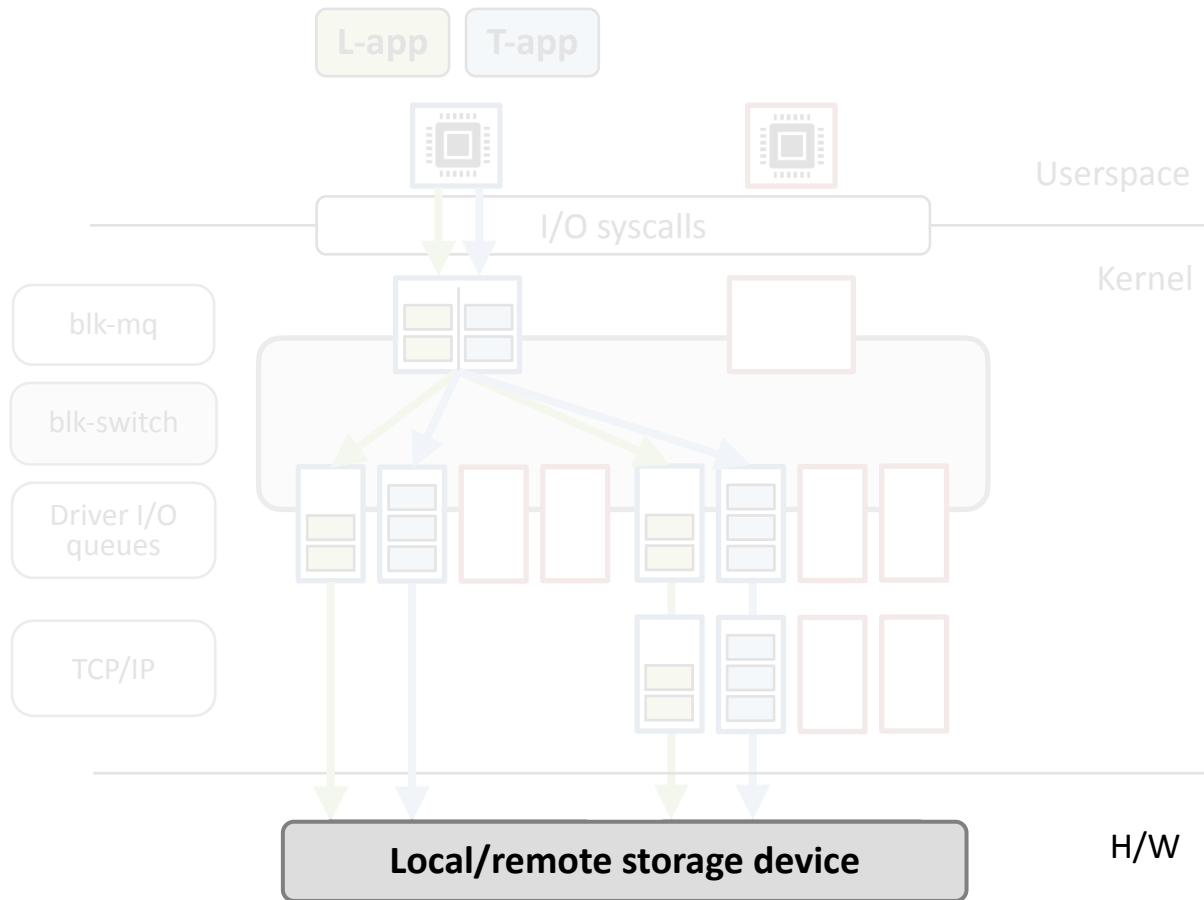 L-app
T-app
Userspace
I/O syscalls
Kernel
blk-mq
blk-switch
Driver I/O
queues
TCP/IP
Local/remote storage device
H/W